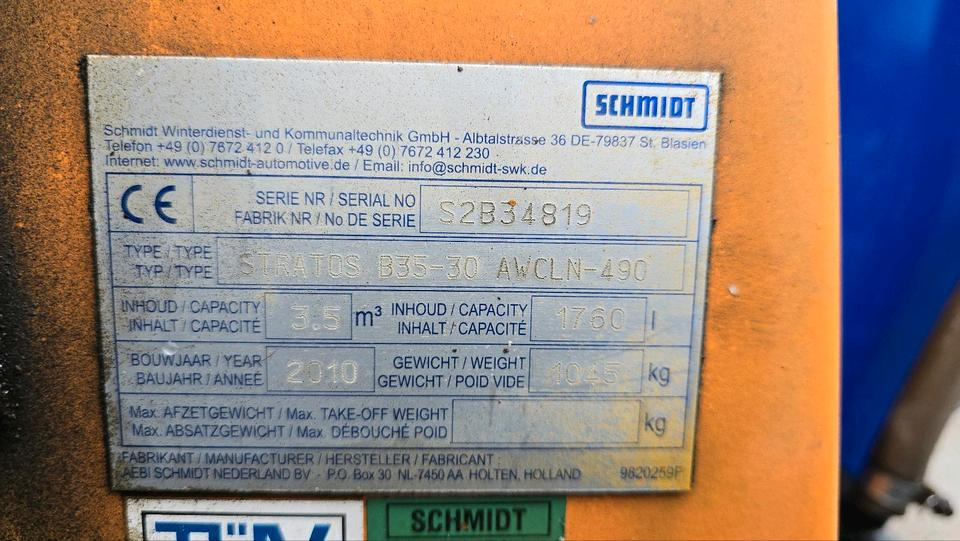 SCHMIDT
Schmidt Winterdienst- und Kommunaltechnik GmbH - Albtalstrasse 36 DE-79837 St. Blasien
Telefon +49 (0) 7672 412 0 / Telefax +49 (0) 7672 412 230
Internet: www.schmidt-automotive.de / Email: info@schmidt-swk.de
CE SERIE NR / SERIAL NO
FABRIK NR / No DE SERIE S2B34819
TYPE / TYPE
TYP / TYPE STRATOS B35-30 AWCLN-490
INHOUD / CAPACITY
INHALT / CAPACITÉ 3.5 m³
INHOUD / CAPACITY
INHALT / CAPACITÉ 1760 l
BOUWJAAR / YEAR
BAUJAHR / ANNEÉ 2010
GEWICHT / WEIGHT
GEWICHT / POID VIDE 1045 kg
Max. AFZETGEWICHT / Max. TAKE-OFF WEIGHT
Max. ABSATZGEWICHT / Max. DÉBOUCHÉ POID kg
FABRIKANT / MANUFACTURER / HERSTELLER / FABRICANT :
AEBI SCHMIDT NEDERLAND BV - P.O. Box 30 NL-7450 AA HOLTEN, HOLLAND 9820259F
TÜV
SCHMIDT